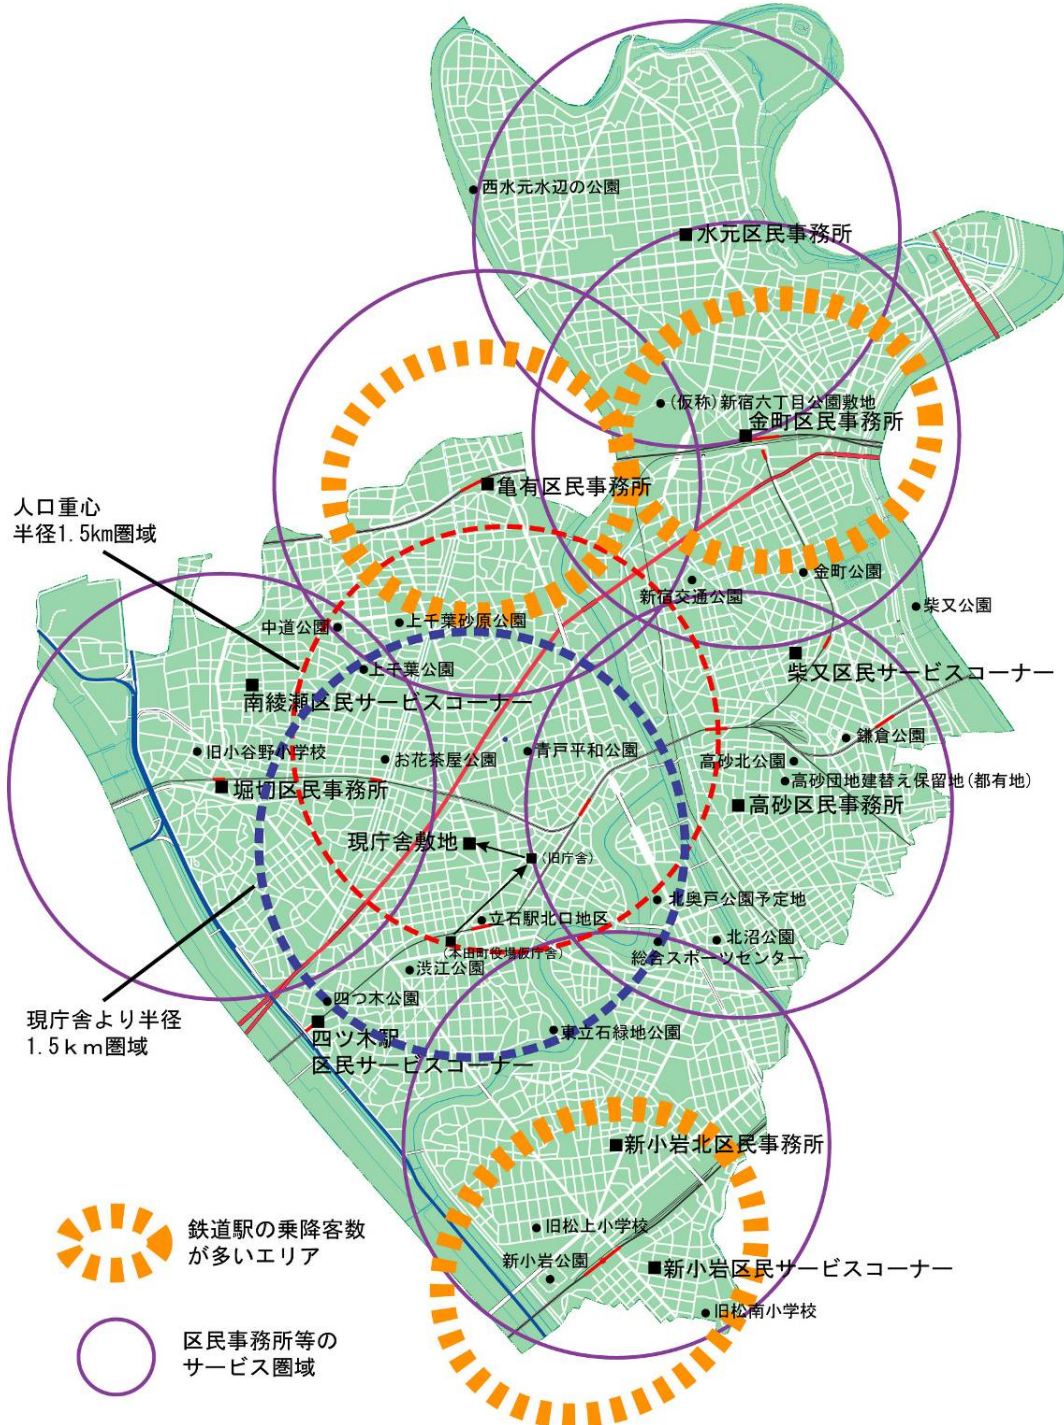 西水元水辺の公園
水元区民事務所
(仮称)新宿六丁目公園敷地
金町区民事務所
亀有区民事務所
人口重心
半径1.5km圏域
金町公園
新宿交通公園
柴又公園
上千葉砂原公園
中道公園
柴又区民サービスコーナー
上千葉公園
南綾瀬区民サービスコーナー
鎌倉公園
旧小谷野小学校
お花茶屋公園
青戸平和公園
高砂北公園
高砂団地建替え保留地(都有地)
堀切区民事務所
高砂区民事務所
現庁舎敷地
(旧庁舎)
北奥戸公園予定地
立石駅北口地区
北沼公園
(本田町役場仮庁舎)
総合スポーツセンター
渋江公園
四つ木公園
現庁舎より半径
1.5km圏域
東立石緑地公園
四ツ木駅
区民サービスコーナー
新小岩北区民事務所
旧松上小学校
鉄道駅の乗降客数
が多いエリア
新小岩公園
新小岩区民サービスコーナー
旧松南小学校
区民事務所等の
サービス圏域